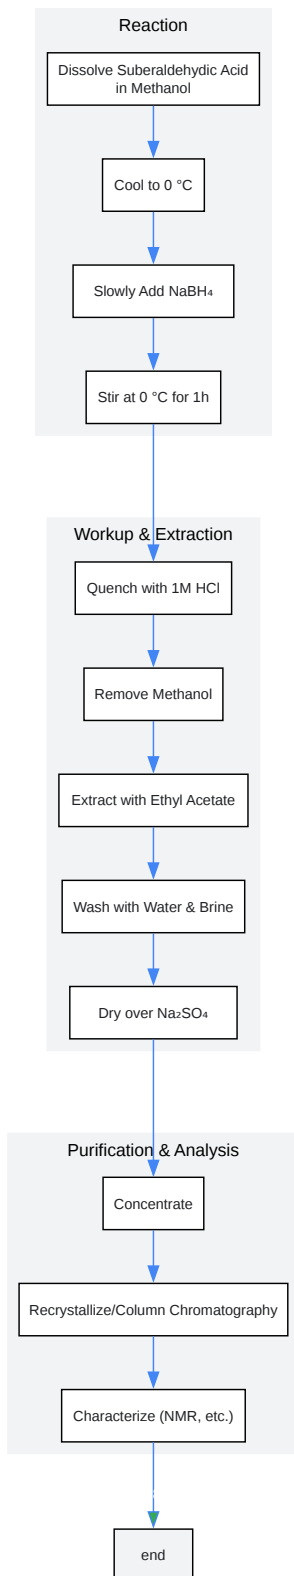 Reaction
Dissolve Suberaldehydic Acid
in Methanol
Cool to 0 °C
Slowly Add NaBH₄
Stir at 0 °C for 1h
Workup & Extraction
Quench with 1M HCl
Remove Methanol
Extract with Ethyl Acetate
Wash with Water & Brine
Dry over Na₂SO₄
Purification & Analysis
Concentrate
Recrystallize/Column Chromatography
Characterize (NMR, etc.)
end